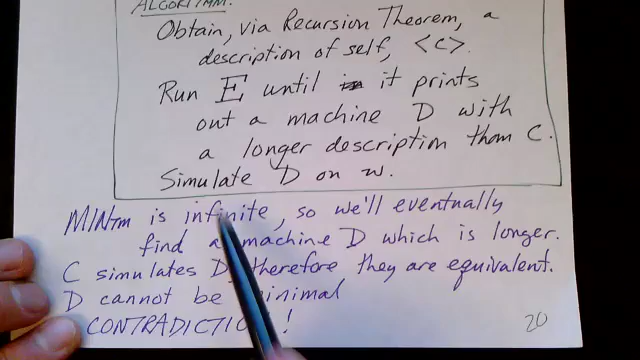 ALGORITHM:
Obtain, via Recursion Theorem, a
description of self, <C>.
Run E until it prints
out a machine D with
a longer description than C.
Simulate D on w.
MINTM is infinite, so we'll eventually
find a machine D which is longer.
C simulates D, therefore they are equivalent.
D cannot be minimal
CONTRADICTION!
20